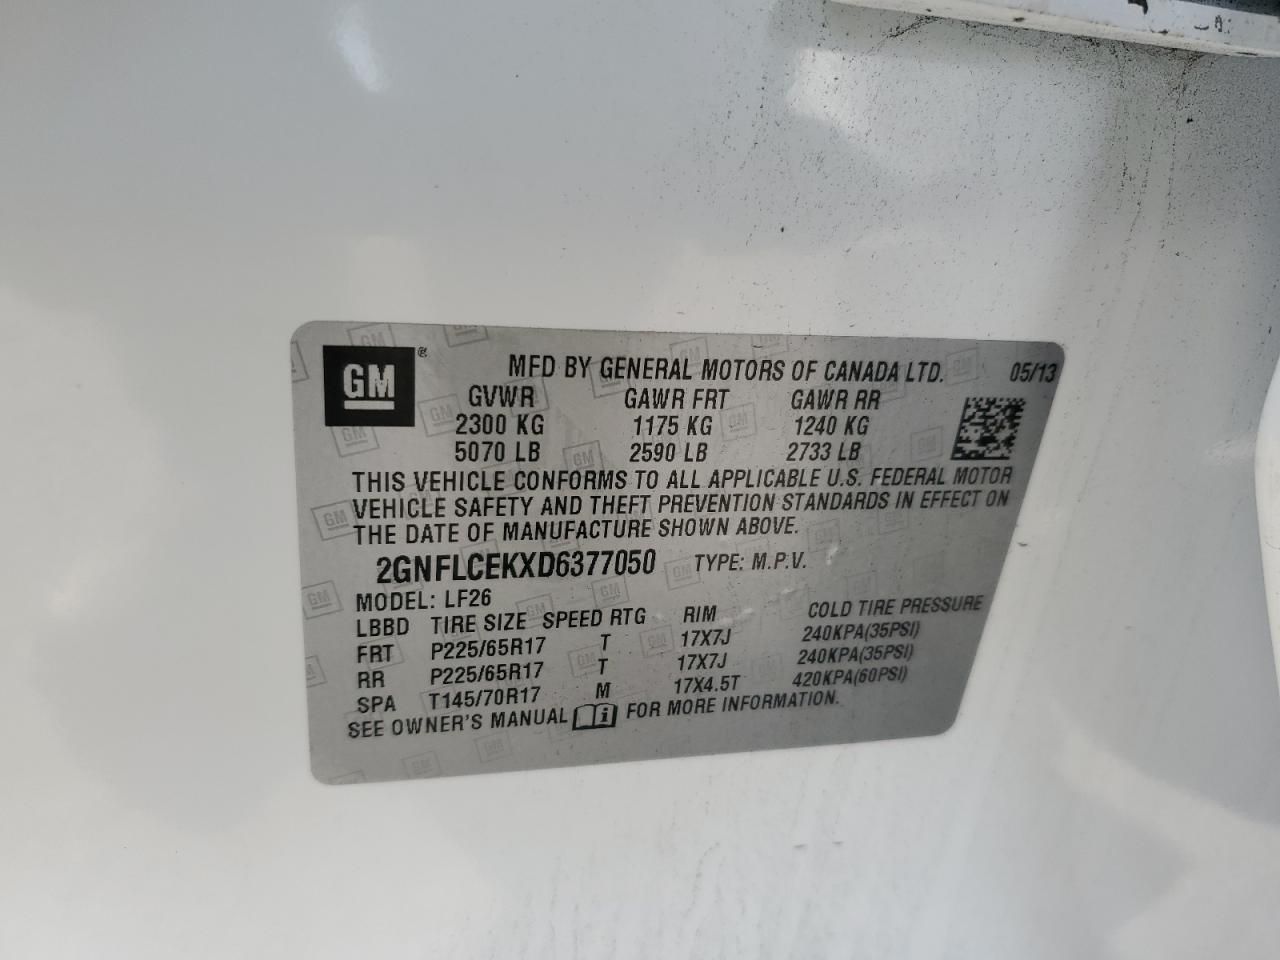 GM ® MFD BY GENERAL MOTORS OF CANADA LTD. 05/13
GVWR GAWR FRT GAWR RR
2300 KG 1175 KG 1240 KG
5070 LB 2590 LB 2733 LB
THIS VEHICLE CONFORMS TO ALL APPLICABLE U.S. FEDERAL MOTOR
VEHICLE SAFETY AND THEFT PREVENTION STANDARDS IN EFFECT ON
THE DATE OF MANUFACTURE SHOWN ABOVE.
2GNFLCEKXD6377050 TYPE: M.P.V.
MODEL: LF26
LBBD TIRE SIZE SPEED RTG RIM COLD TIRE PRESSURE
FRT P225/65R17 T 17X7J 240KPA(35PSI)
RR P225/65R17 T 17X7J 240KPA(35PSI)
SPA T145/70R17 M 17X4.5T 420KPA(60PSI)
SEE OWNER'S MANUAL i FOR MORE INFORMATION.